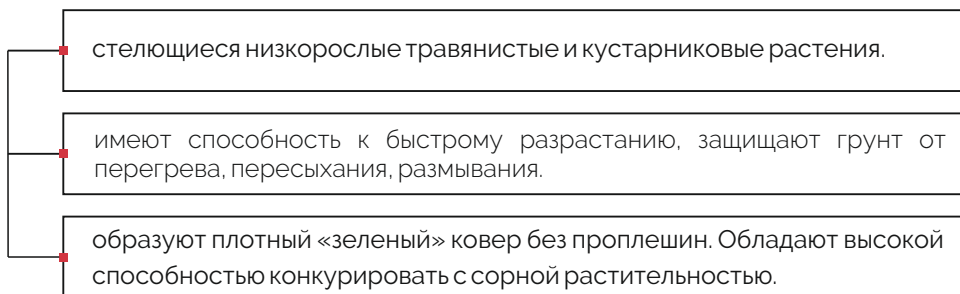 стелющиеся низкорослые травянистые и кустарниковые растения.
имеют способность к быстрому разрастанию, защищают грунт от
перегрева, пересыхания, размывания.
образуют плотный «зеленый» ковер без проплешин. Обладают высокой
способностью конкурировать с сорной растительностью.